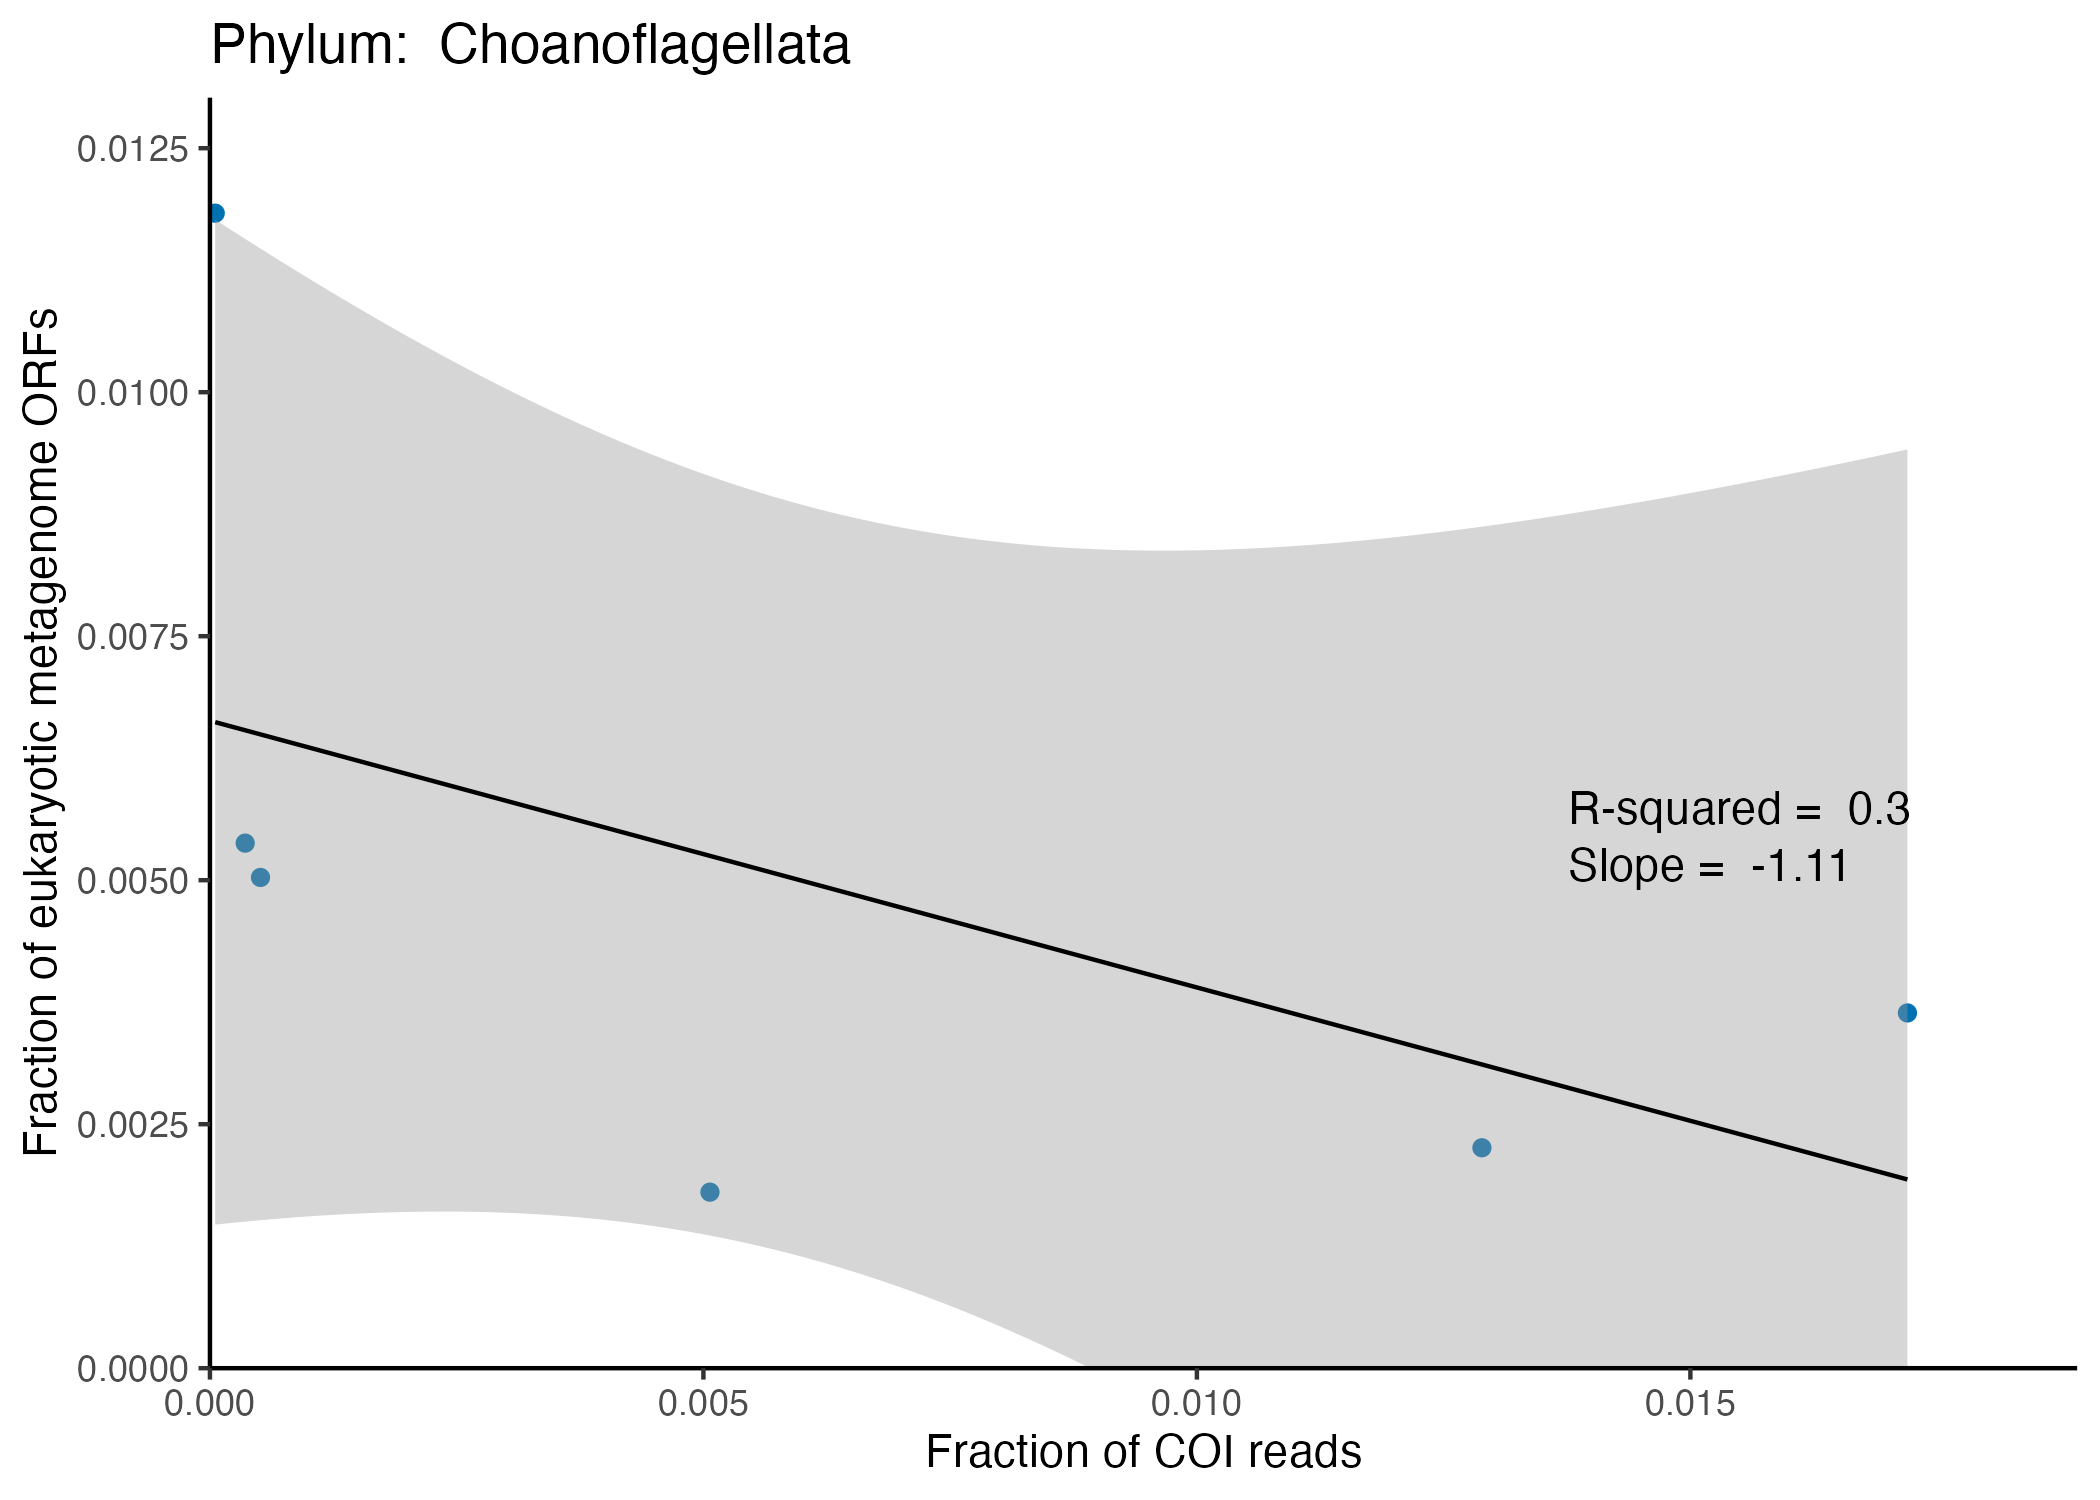 Phylum:  Choanoflagellata
Fraction of eukaryotic metagenome ORFs
0.0125
0.0100
0.0075
0.0050
0.0025
0.0000
R-squared =  0.3
Slope =  -1.11
0.000
0.005
0.010
0.015
Fraction of COI reads